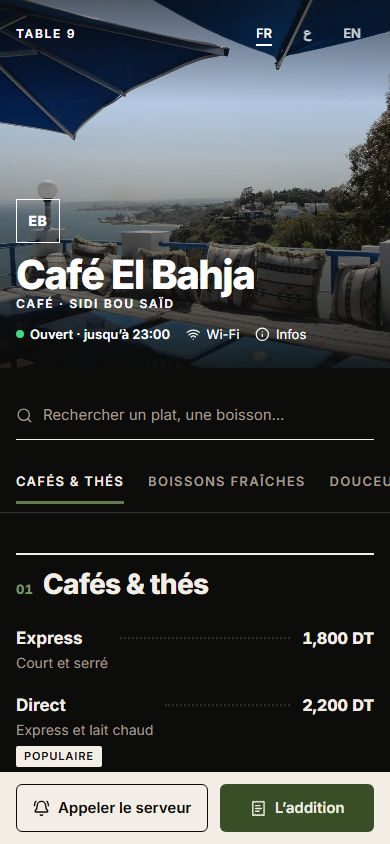 TABLE 9
FR ع EN
EB
Café El Bahja
CAFÉ · SIDI BOU SAÏD
Ouvert · jusqu’à 23:00 Wi-Fi Infos
Rechercher un plat, une boisson...
CAFÉS & THÉS BOISSONS FRAÎCHES DOUCEU
01 Cafés & thés
Express 1,800 DT
Court et serré
Direct 2,200 DT
Express et lait chaud
POPULAIRE
Appeler le serveur L’addition